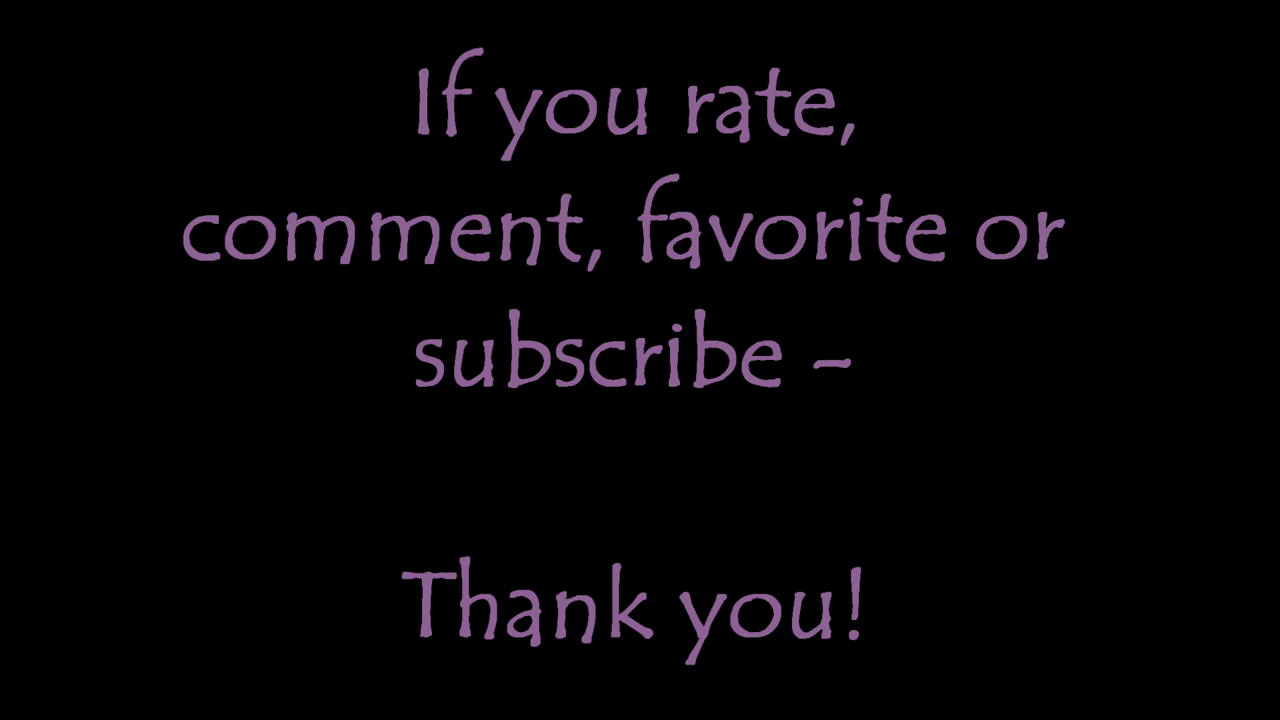 If you rate,
comment, favorite or
subscribe -
Thank you!